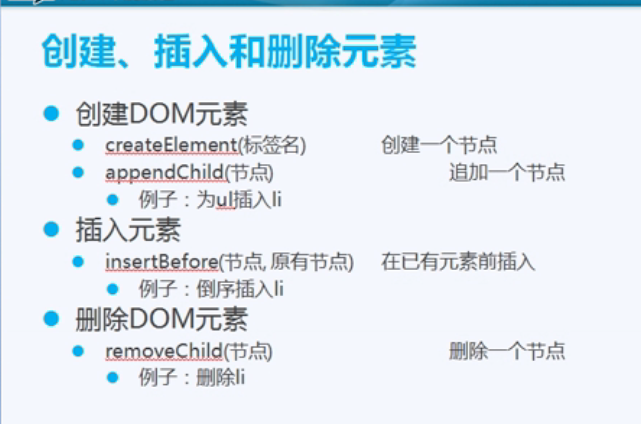 创建、插入和删除元素
创建DOM元素
createElement(标签名) 创建一个节点
appendChild(节点) 追加一个节点
例子：为ul插入li
插入元素
insertBefore(节点, 原有节点) 在已有元素前插入
例子：倒序插入li
删除DOM元素
removeChild(节点) 删除一个节点
例子：删除li